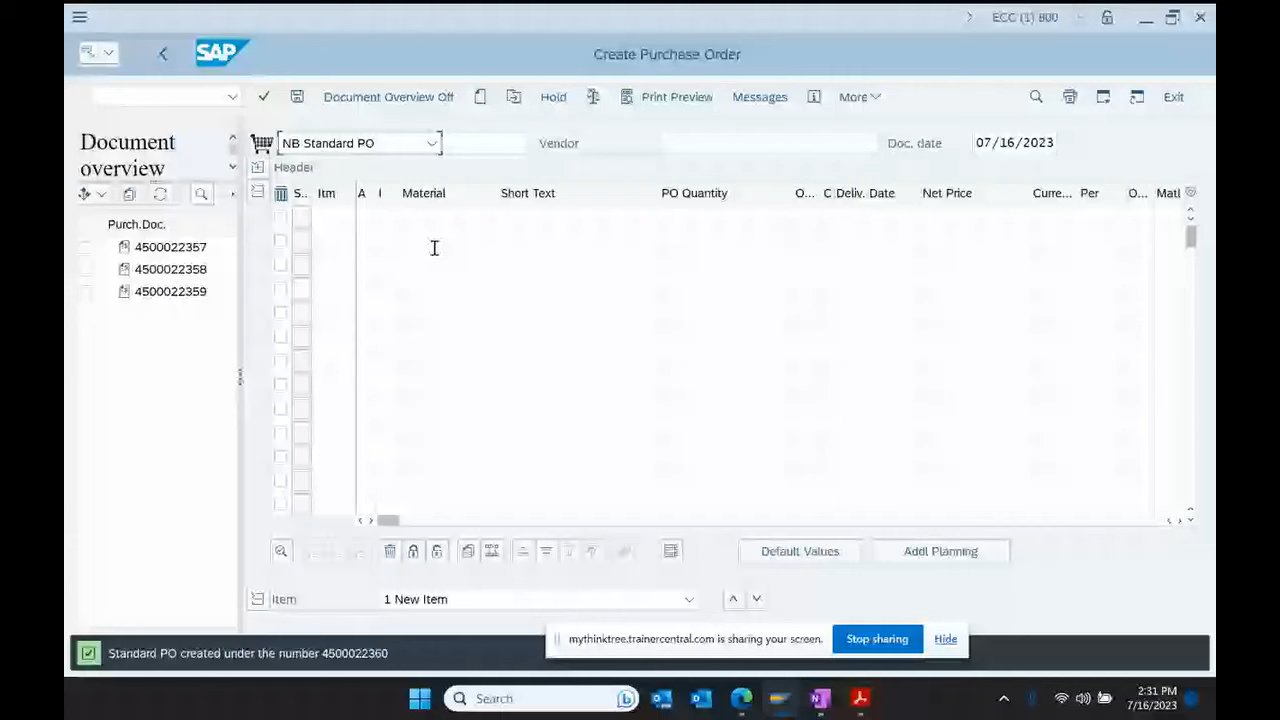 ECC (1) 800
SAP
Create Purchase Order
Document Overview Off
Hold
Print Preview
Messages
More
Exit
Document
overview
NB Standard PO
Vendor
Doc. date
07/16/2023
Header
S.. Itm A I Material Short Text PO Quantity O... C Deliv. Date Net Price Curre... Per O... Matl
Purch.Doc.
4500022357
4500022358
4500022359
Default Values
Addl Planning
Item
1 New Item
mythinktree.trainercentral.com is sharing your screen.
Stop sharing
Hide
Standard PO created under the number 4500022360
Search
2:31 PM
7/16/2023